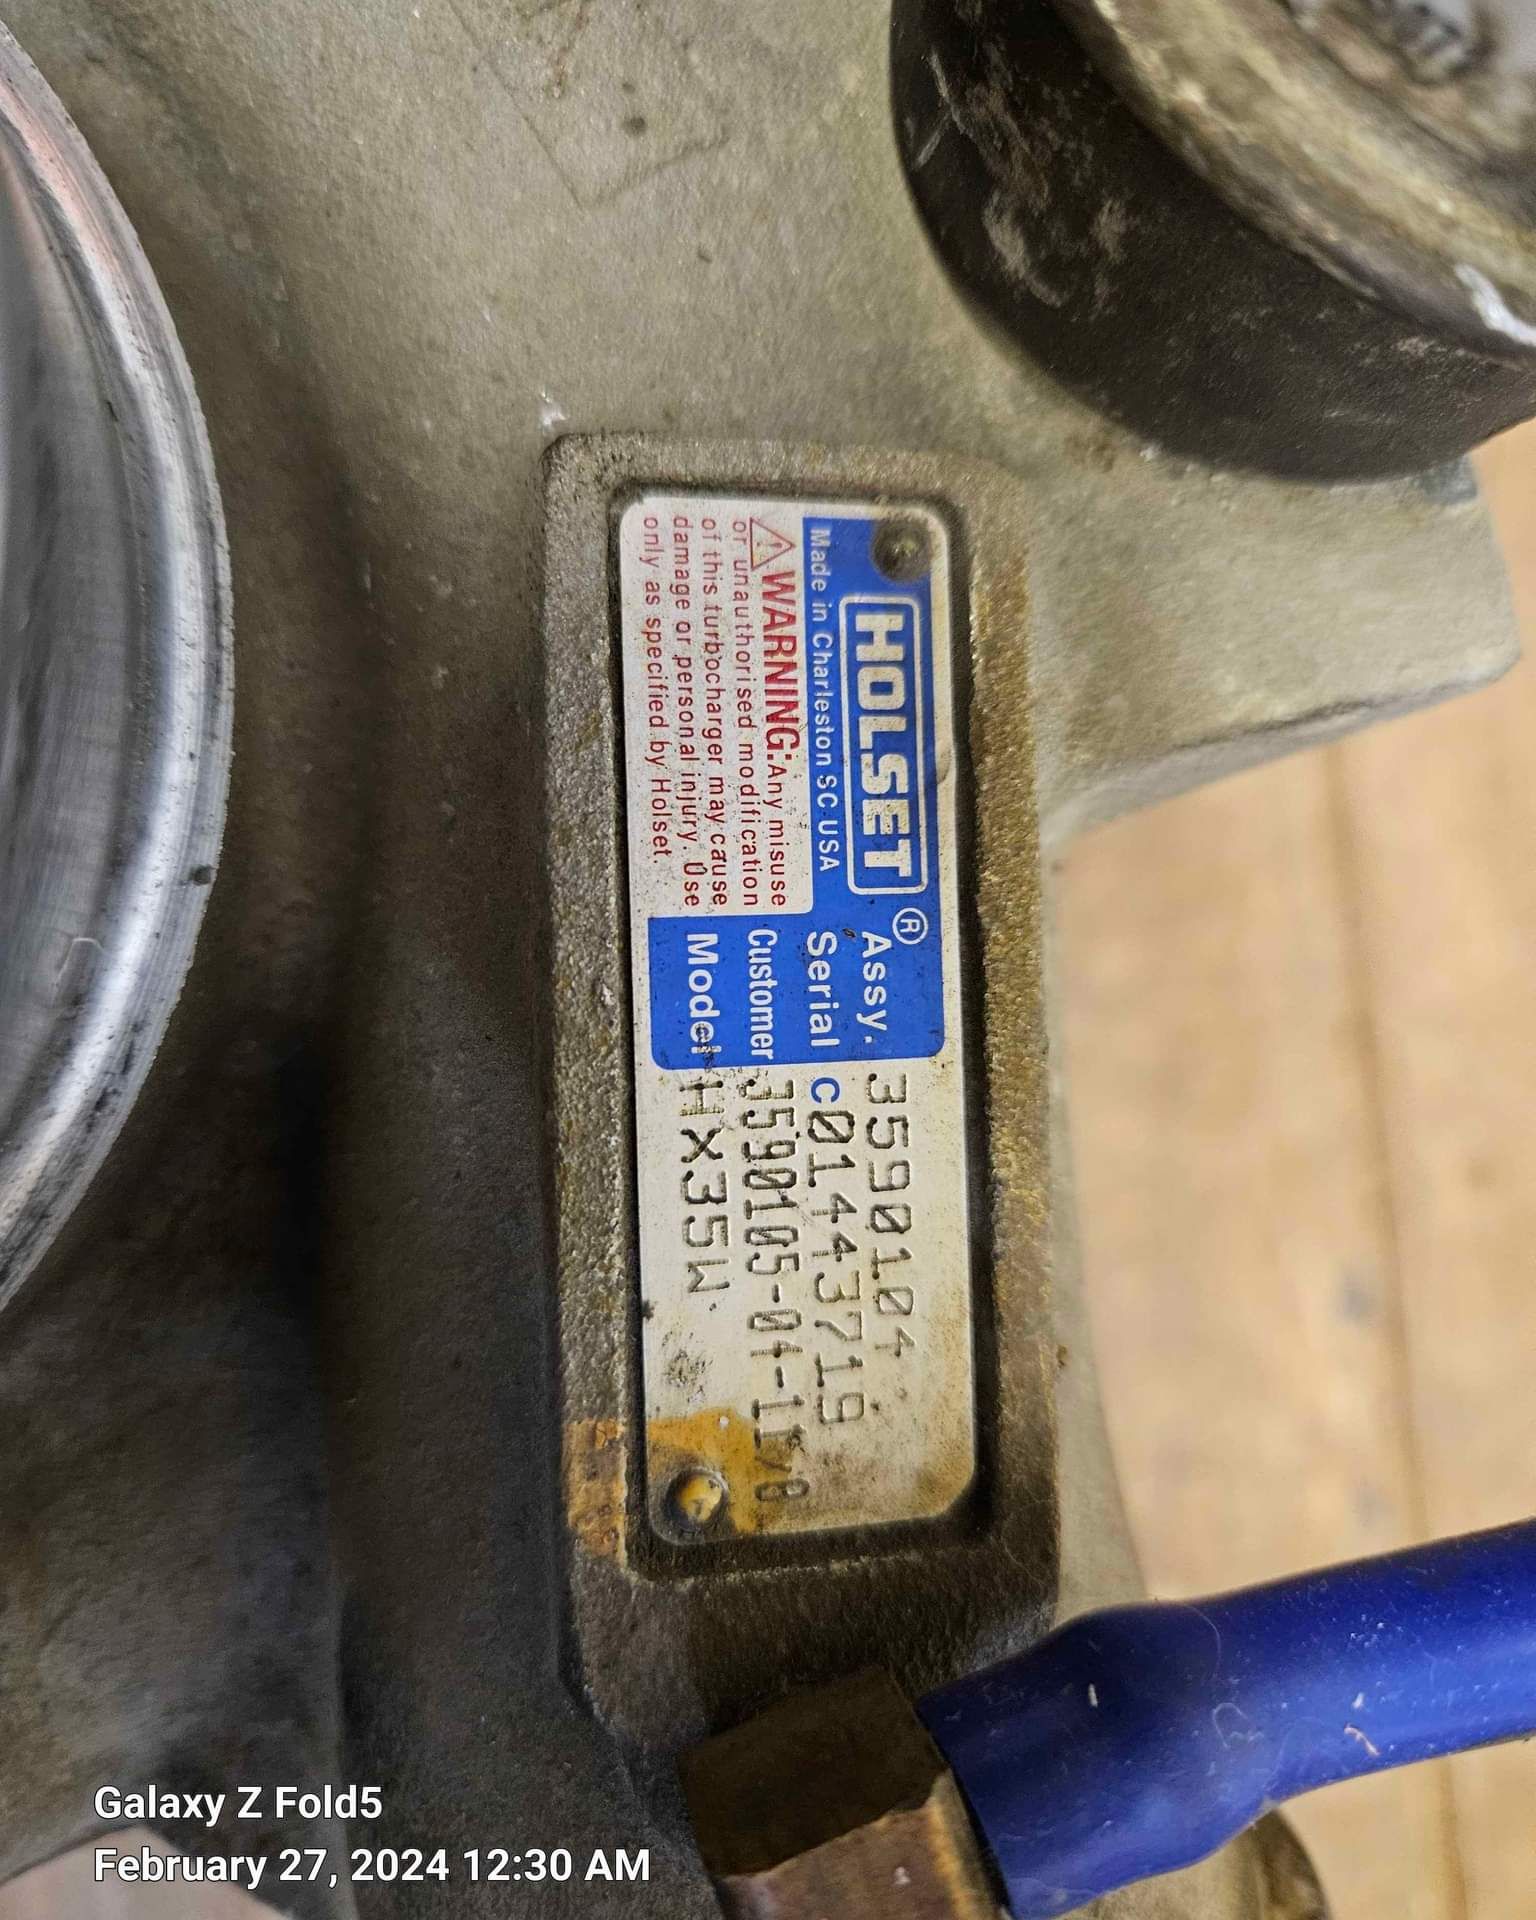 HOLSET®
Made in Charleston SC USA
WARNING: Any misuse
or unauthorised modification
of this turbocharger may cause
damage or personal injury. Use
only as specified by Holset.
Assy. 3590104
Serial C01443719
Customer 3590105-04-11/8
Model HX35W
Galaxy Z Fold5
February 27, 2024 12:30 AM